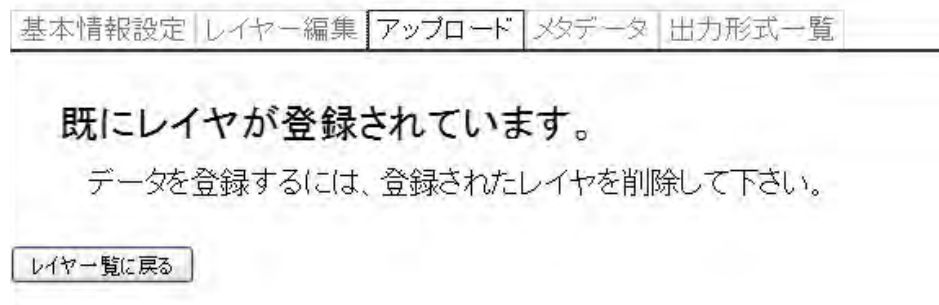 基本情報設定 レイヤー編集 アップロード メタデータ 出力形式一覧
既にレイヤが登録されています。
データを登録するには、登録されたレイヤを削除して下さい。
レイヤ一覧に戻る